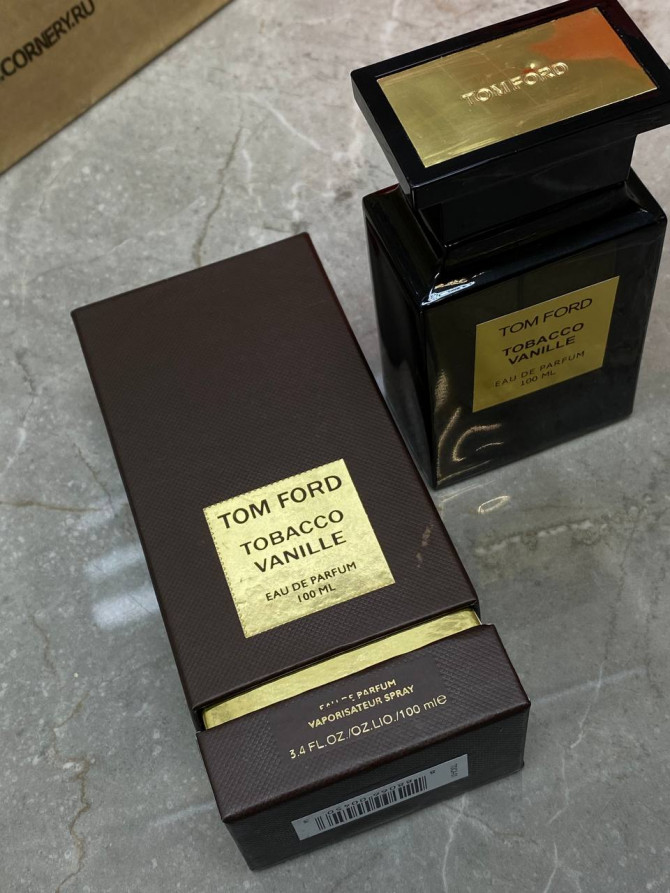 .CORNERY.RU
TOM FORD
TOM FORD
TOBACCO
VANILLE
EAU DE PARFUM
100 ML
TOM FORD
TOBACCO
VANILLE
EAU DE PARFUM
100 ML
EAU DE PARFUM
VAPORISATEUR SPRAY
3.4 FL.OZ./OZ.LIQ./100 ml℮